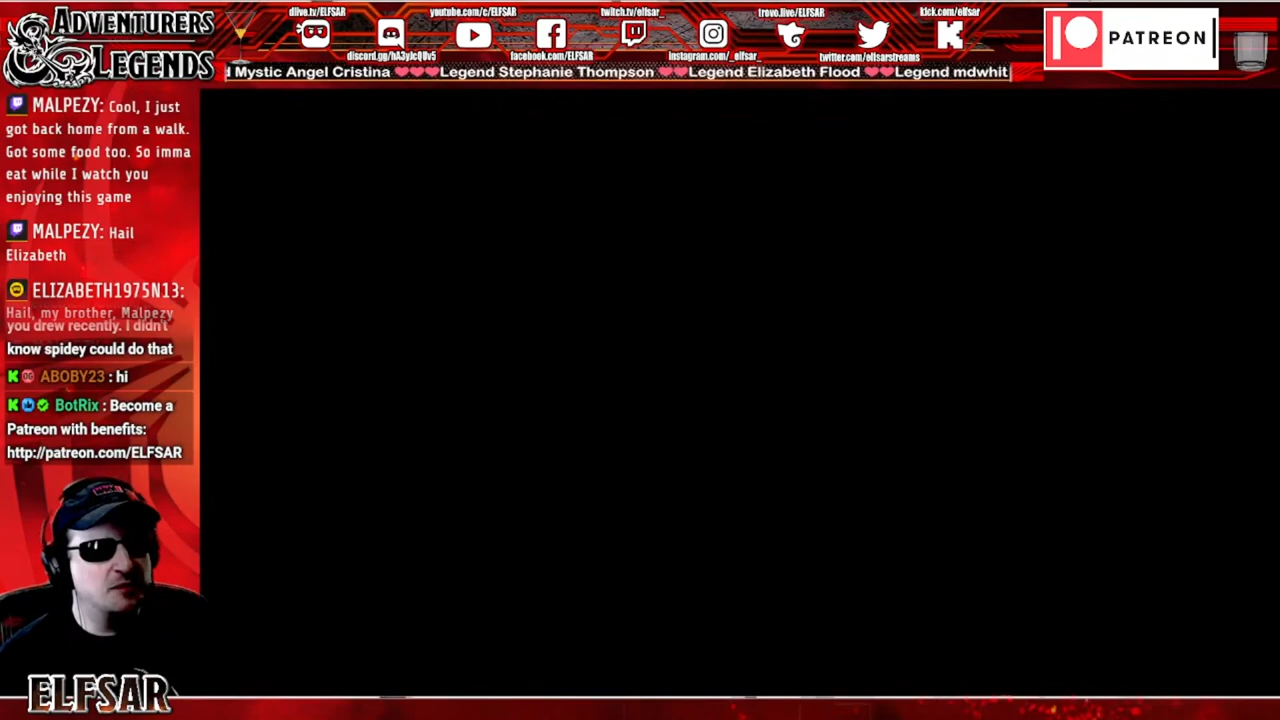 ADVENTURERS
& LEGENDS
dlive.tv/ELFSAR
discord.gg/hA3yJcQUv5
youtube.com/c/ELFSAR
facebook.com/ELFSAR
twitch.tv/elfsar_
instagram.com/_elfsar_
trovo.live/ELFSAR
twitter.com/elfsarstreams
kick.com/elfsar
PATREON
Mystic Angel Cristina ❤❤❤Legend Stephanie Thompson ❤❤Legend Elizabeth Flood ❤❤Legend mdwhit
MALPEZY: Cool, I just
got back home from a walk.
Got some food too. So imma
eat while I watch you
enjoying this game
MALPEZY: Hail
Elizabeth
ELIZABETH1975N13:
Hail, my brother, Malpezy
you drew recently. I didn't
know spidey could do that
ABOBY23 : hi
BotRix : Become a
Patreon with benefits:
http://patreon.com/ELFSAR
ELFSAR